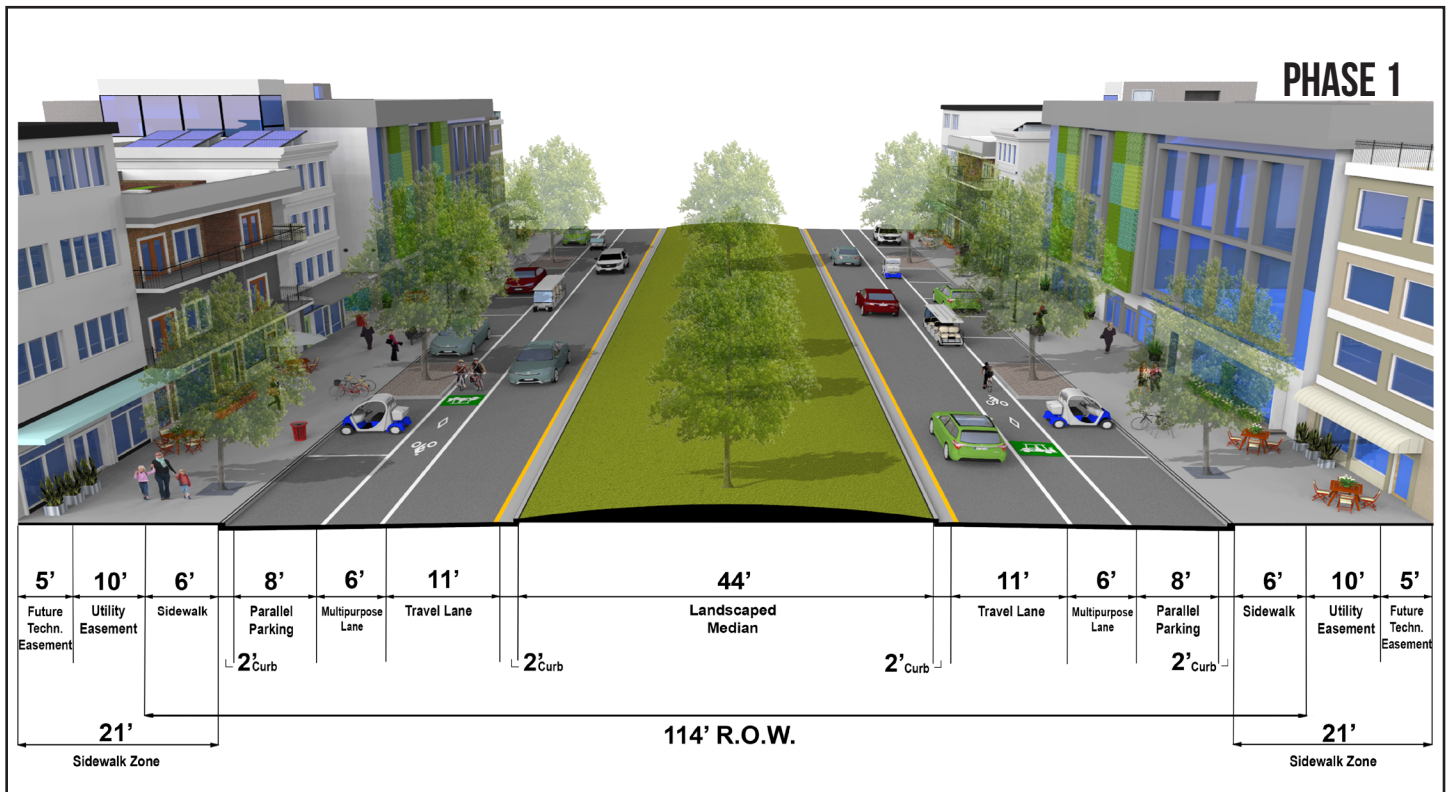 PHASE 1
5’ 10’ 6’ 8’ 6’ 11’ 44’ 11’ 6’ 8’ 6’ 10’ 5’
Future Techn. Easement
Utility Easement
Sidewalk
Parallel Parking
Multipurpose Lane
Travel Lane
Landscaped Median
Travel Lane
Multipurpose Lane
Parallel Parking
Sidewalk
Utility Easement
Future Techn. Easement
2’ Curb
2’ Curb
2’ Curb
2’ Curb
114’ R.O.W.
21’
Sidewalk Zone
21’
Sidewalk Zone